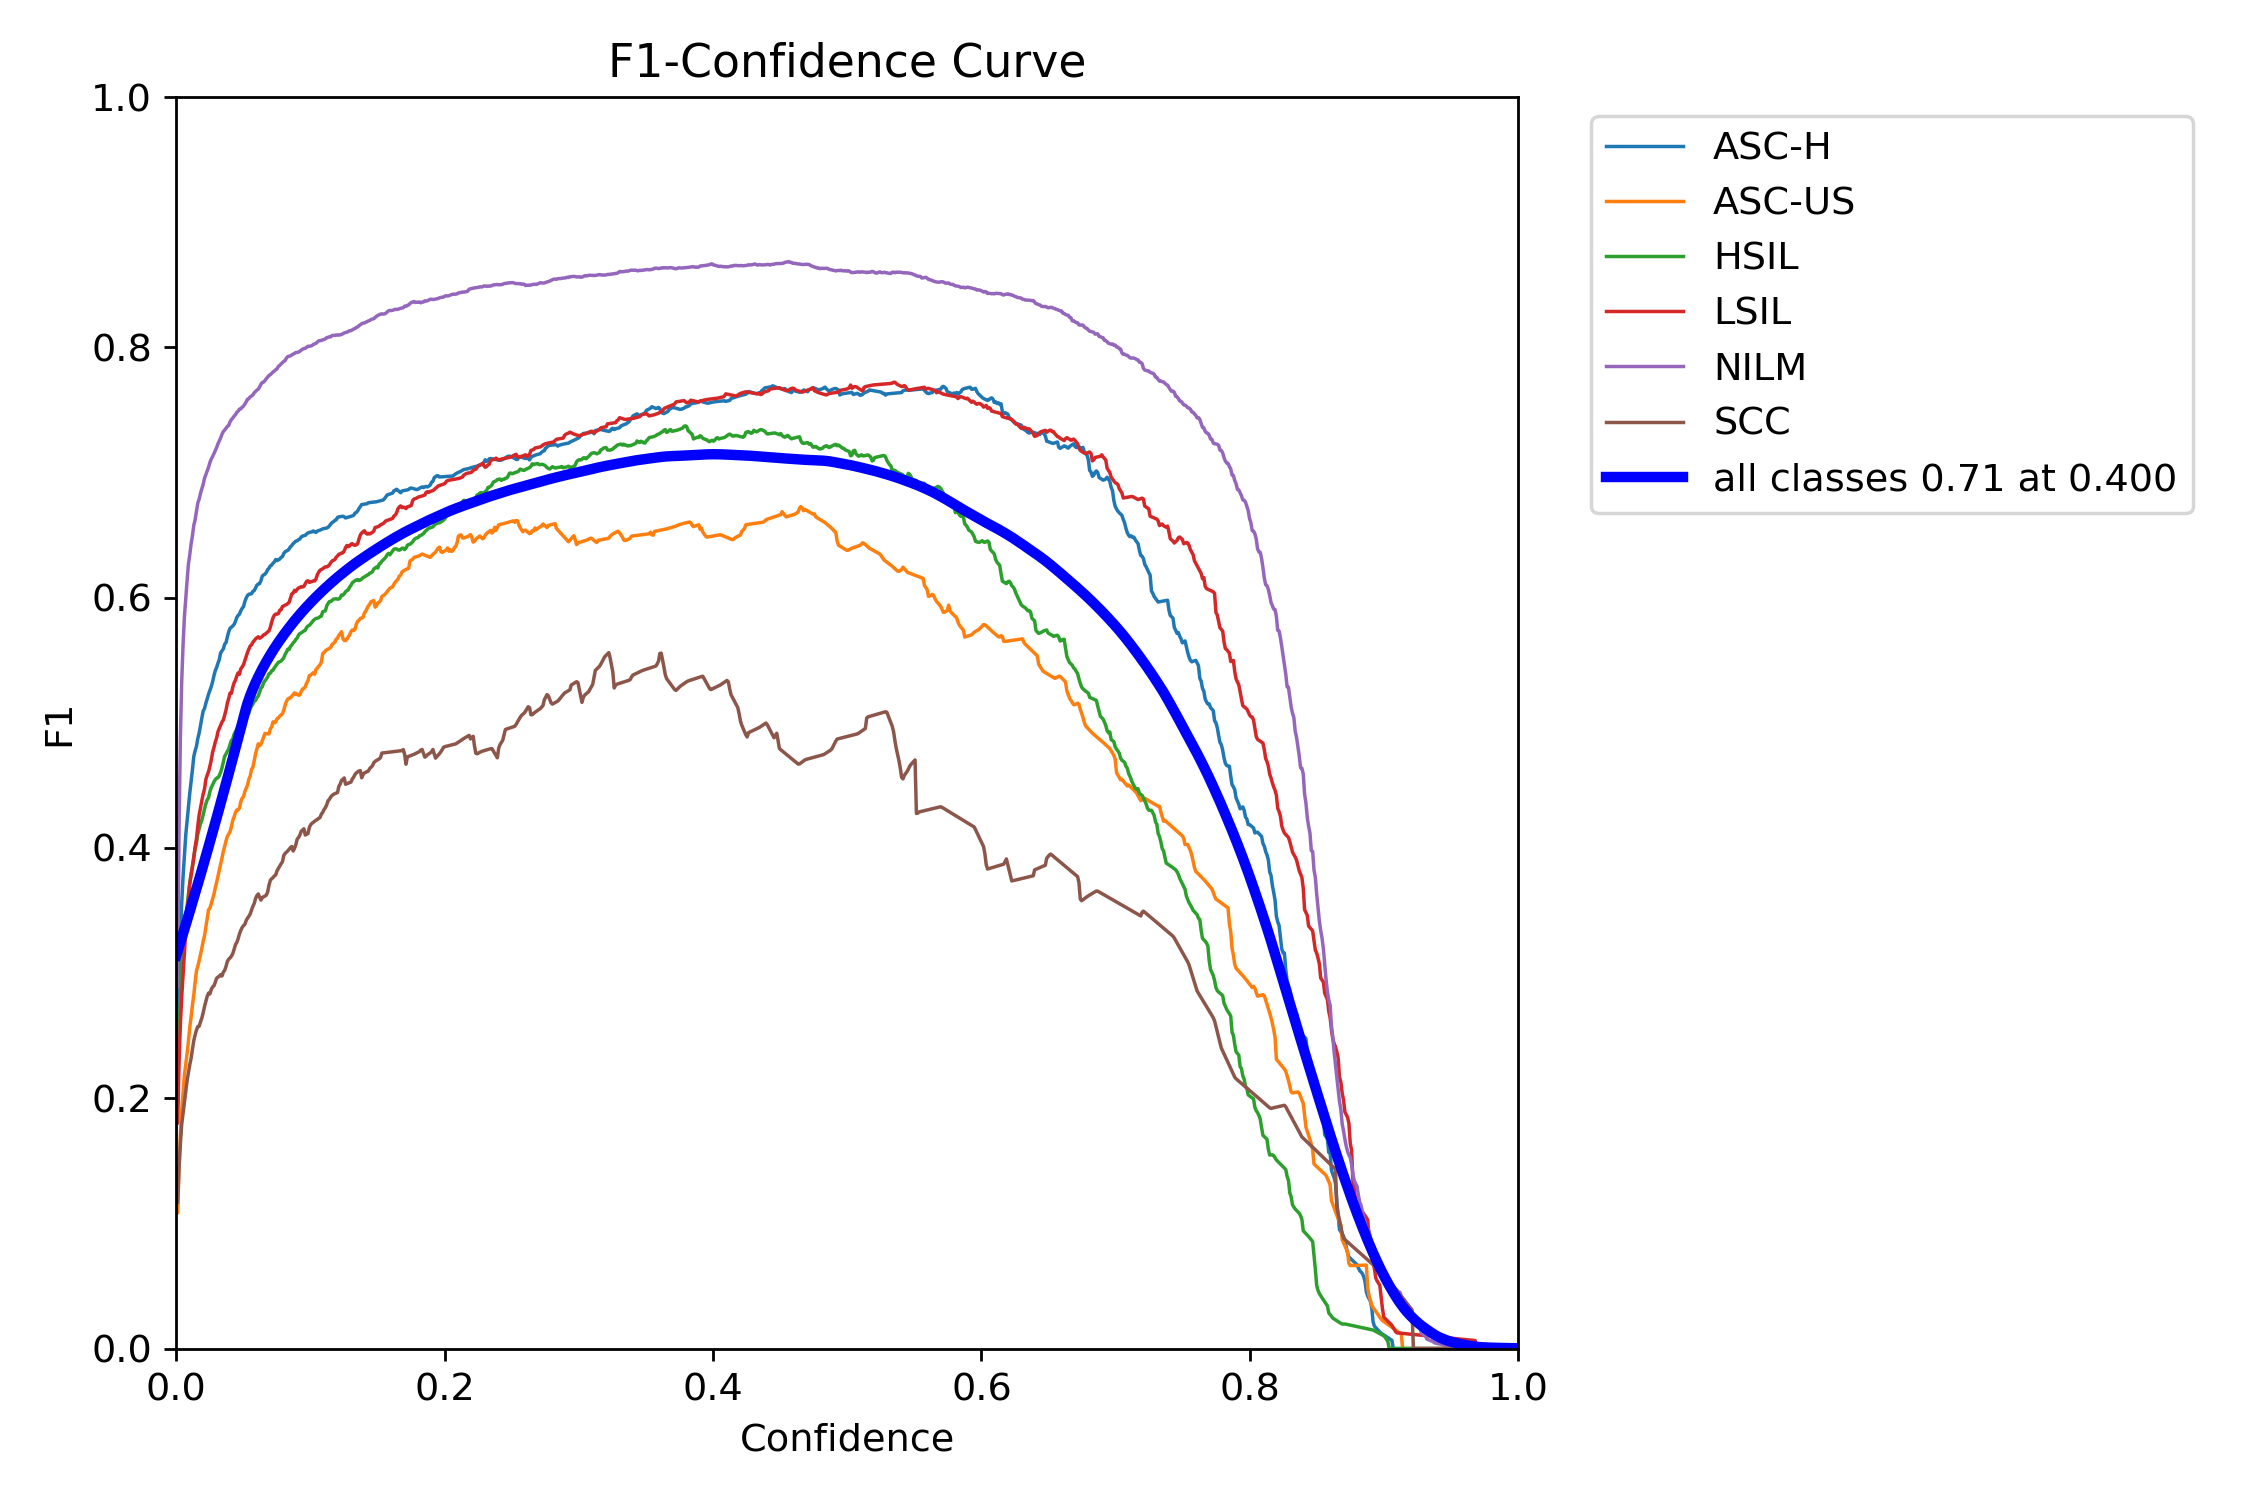 F1-Confidence Curve
1.0
0.8
0.6
0.4
0.2
0.0
F1
0.0 0.2 0.4 0.6 0.8 1.0
Confidence
ASC-H
ASC-US
HSIL
LSIL
NILM
SCC
all classes 0.71 at 0.400